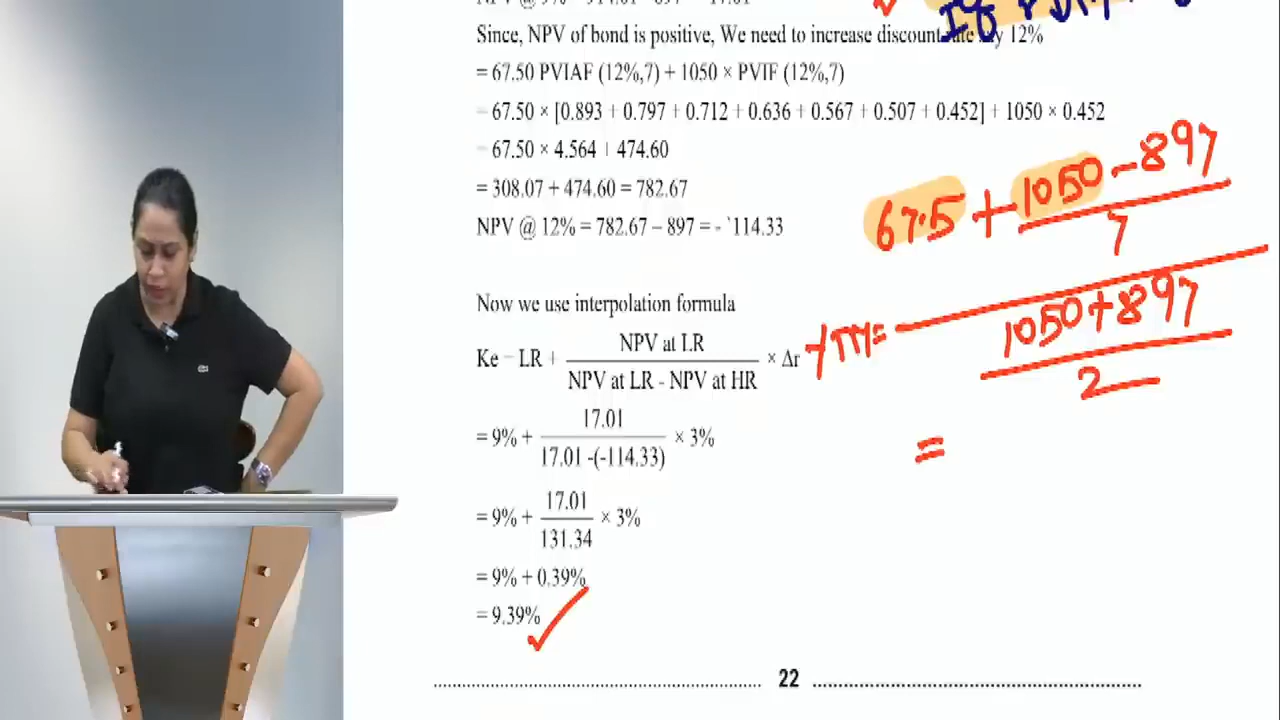 Since, NPV of bond is positive, We need to increase discount rate say 12%
= 67.50 PVIAF (12%,7) + 1050 × PVIF (12%,7)
= 67.50 × [0.893 + 0.797 + 0.712 + 0.636 + 0.567 + 0.507 + 0.452] + 1050 × 0.452
= 67.50 × 4.564 + 474.60
= 308.07 + 474.60 = 782.67
NPV @ 12% = 782.67 – 897 = - `114.33
Now we use interpolation formula
Ke = LR + NPV at LR / NPV at LR - NPV at HR × Δr
= 9% + 17.01 / 17.01 -(-114.33) × 3%
= 9% + 17.01 / 131.34 × 3%
= 9% + 0.39%
= 9.39%
YTM =
67.5 + 1050 - 897
7
1050 + 897
2
=
22